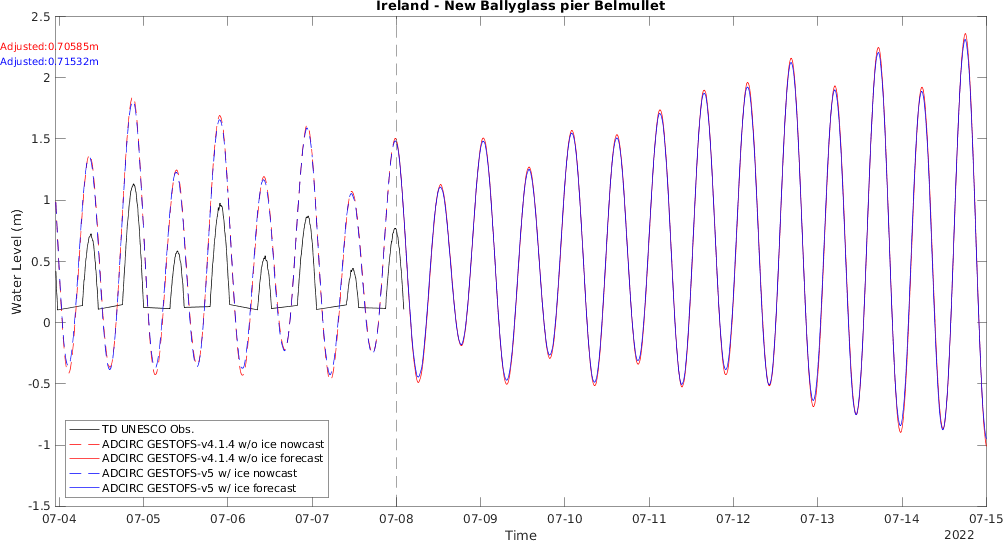 Ireland - New Ballyglass pier Belmullet
2.5
Adjusted:0.70585m
Adjusted:0.71532m
2
1.5
1
0.5
0
-0.5
-1
-1.5
Water Level (m)
TD UNESCO Obs.
ADCIRC GESTOFS-v4.1.4 w/o ice nowcast
ADCIRC GESTOFS-v4.1.4 w/o ice forecast
ADCIRC GESTOFS-v5 w/ ice nowcast
ADCIRC GESTOFS-v5 w/ ice forecast
07-04 07-05 07-06 07-07 07-08 07-09 07-10 07-11 07-12 07-13 07-14 07-15
Time
2022